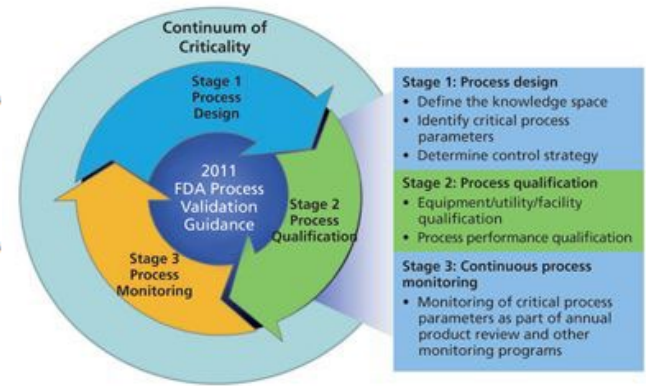 Continuum of
Criticality
Stage 1
Process
Design
2011
FDA Process
Validation
Guidance
Stage 2
Process
Qualification
Stage 3
Process
Monitoring
Stage 1: Process design
• Define the knowledge space
• Identify critical process
parameters
• Determine control strategy
Stage 2: Process qualification
• Equipment/utility/facility
qualification
• Process performance qualification
Stage 3: Continuous process
monitoring
• Monitoring of critical process
parameters as part of annual
product review and other
monitoring programs